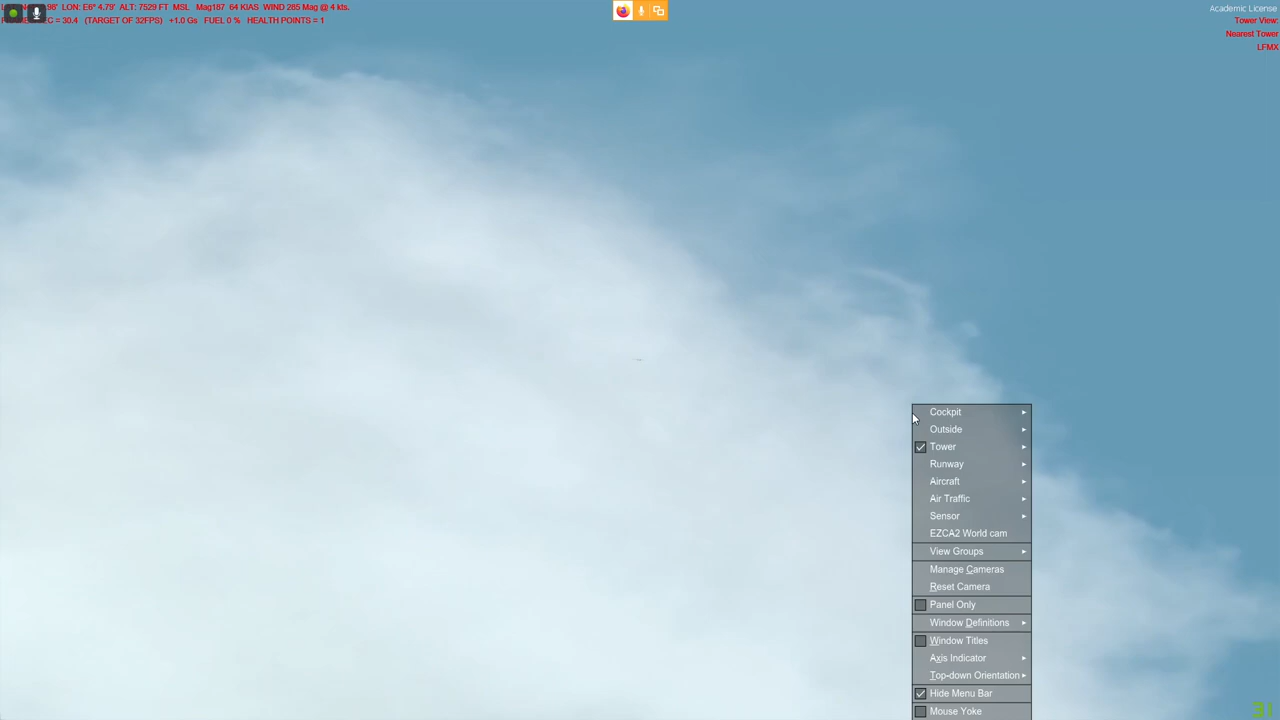 98' LON: E6° 4.79' ALT: 7529 FT MSL Mag187 64 KIAS WIND 285 Mag @ 4 kts.
= 30.4 (TARGET OF 32FPS) +1.0 Gs FUEL 0 % HEALTH POINTS = 1
Academic License
Tower View:
Nearest Tower
LFMX
Cockpit
Outside
Tower
Runway
Aircraft
Air Traffic
Sensor
EZCA2 World cam
View Groups
Manage Cameras
Reset Camera
Panel Only
Window Definitions
Window Titles
Axis Indicator
Top-down Orientation
Hide Menu Bar
Mouse Yoke
31